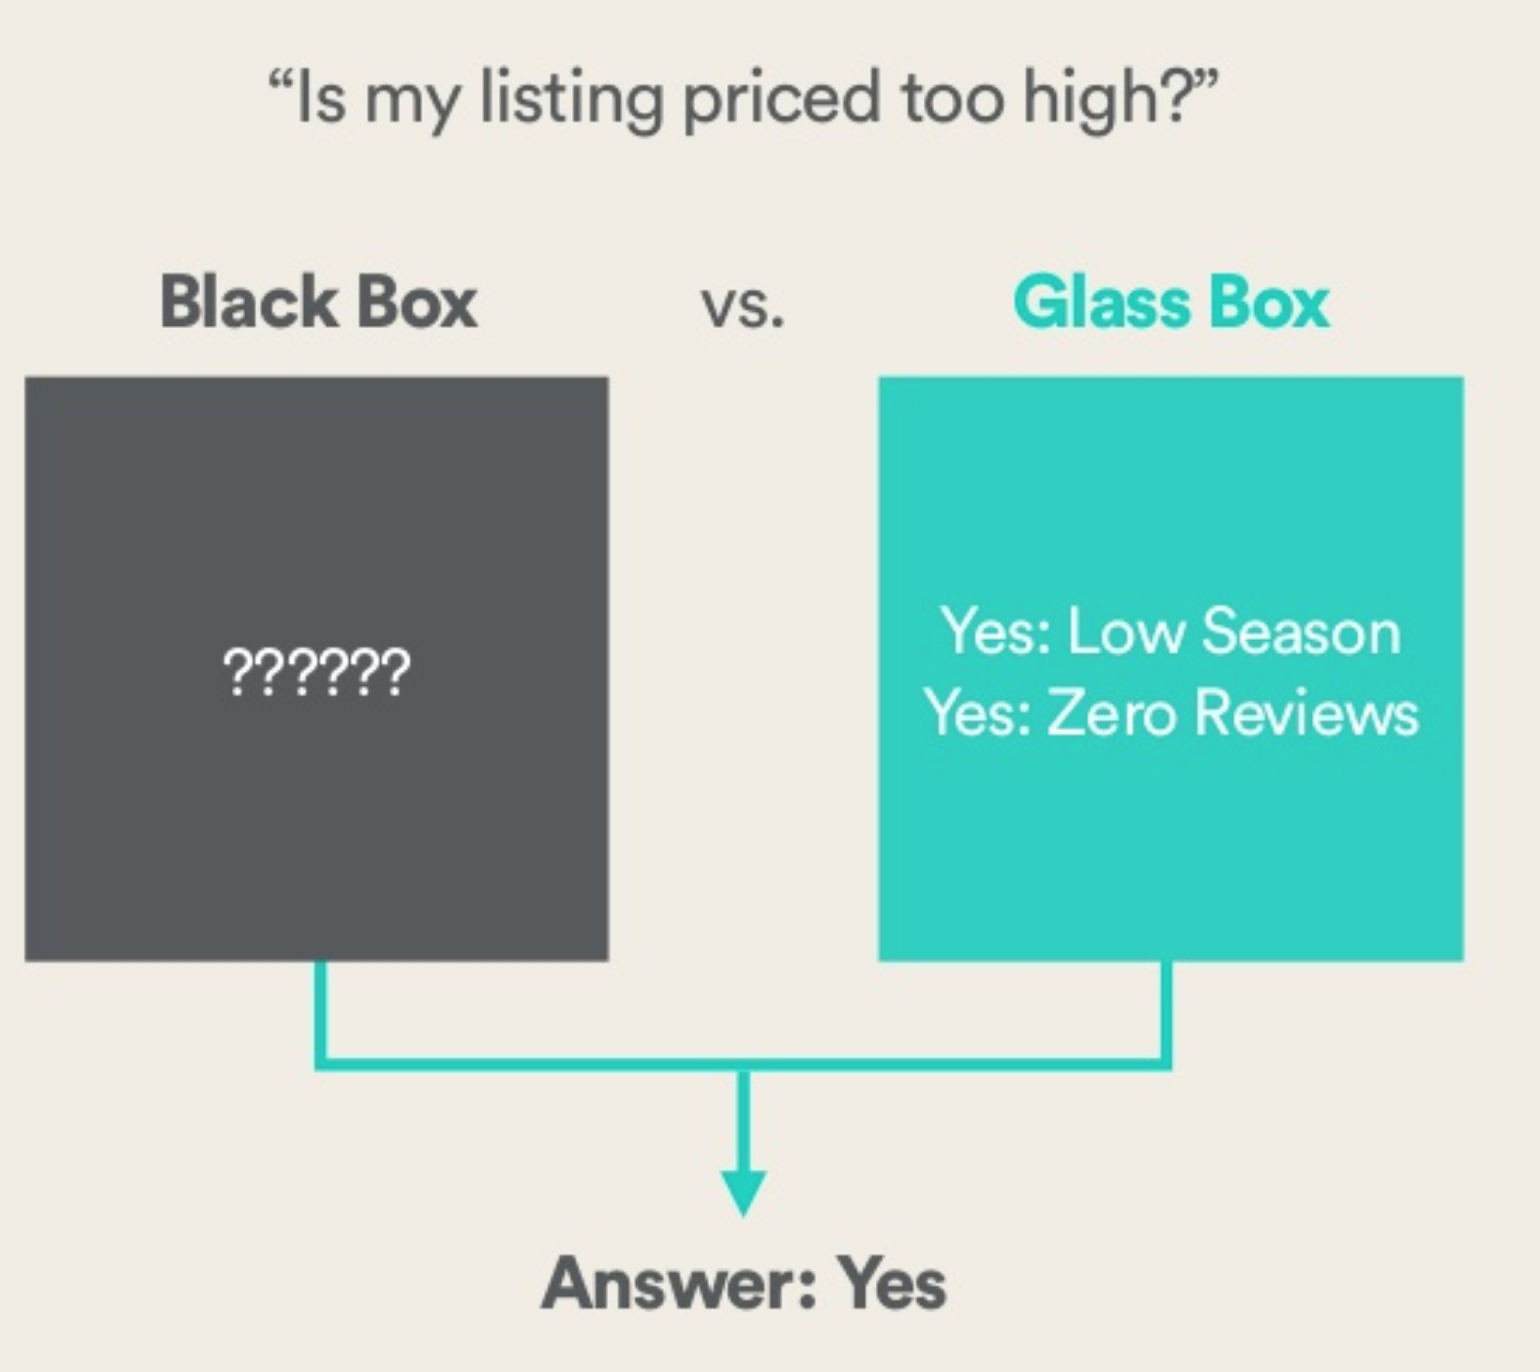 “Is my listing priced too high?”
Black Box vs. Glass Box
??????
Yes: Low Season
Yes: Zero Reviews
Answer: Yes